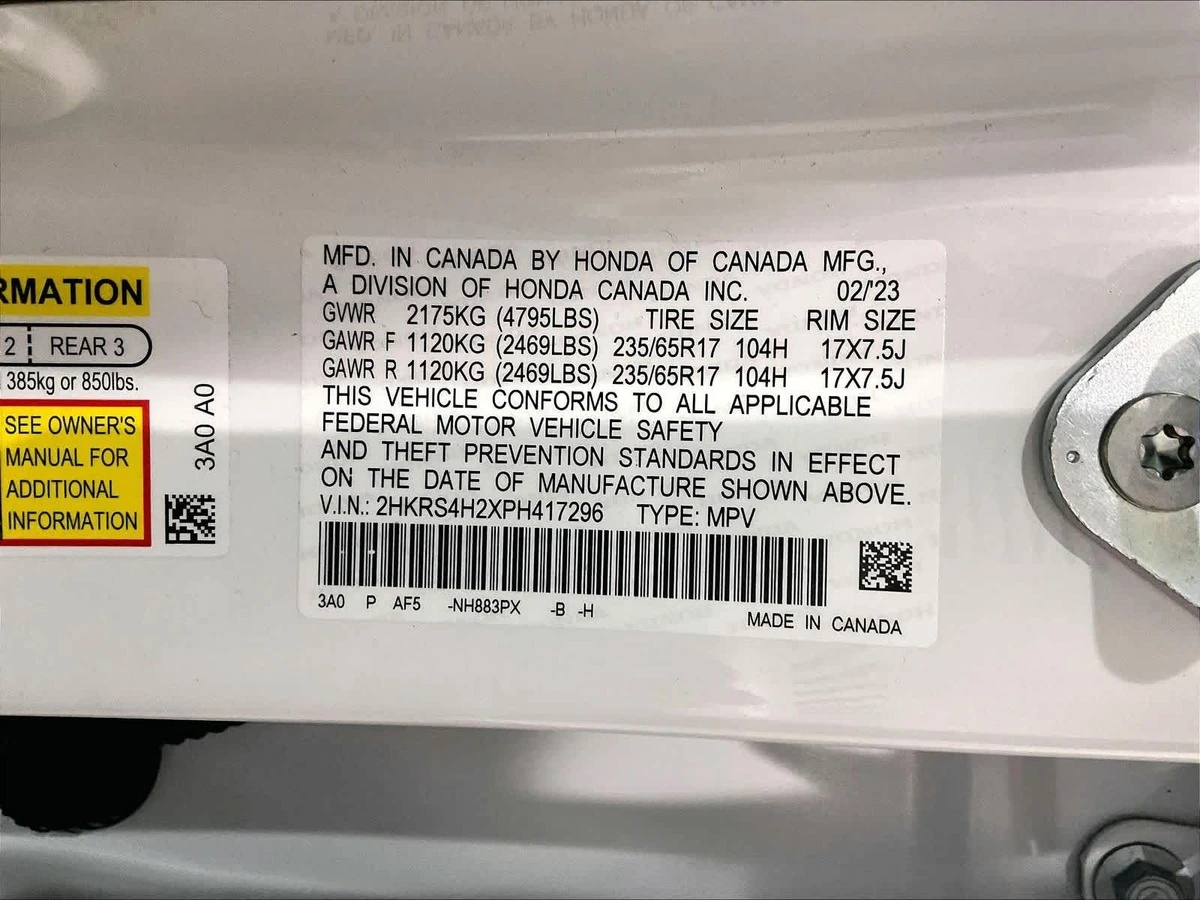 RMATION
2 REAR 3
385kg or 850lbs.
SEE OWNER'S
MANUAL FOR
ADDITIONAL
INFORMATION
3A0 A0
MFD. IN CANADA BY HONDA OF CANADA MFG.,
A DIVISION OF HONDA CANADA INC. 02/'23
GVWR 2175KG (4795LBS) TIRE SIZE RIM SIZE
GAWR F 1120KG (2469LBS) 235/65R17 104H 17X7.5J
GAWR R 1120KG (2469LBS) 235/65R17 104H 17X7.5J
THIS VEHICLE CONFORMS TO ALL APPLICABLE
FEDERAL MOTOR VEHICLE SAFETY
AND THEFT PREVENTION STANDARDS IN EFFECT
ON THE DATE OF MANUFACTURE SHOWN ABOVE.
V.I.N.: 2HKRS4H2XPH417296 TYPE: MPV
3A0 P AF5 -NH883PX -B -H
MADE IN CANADA